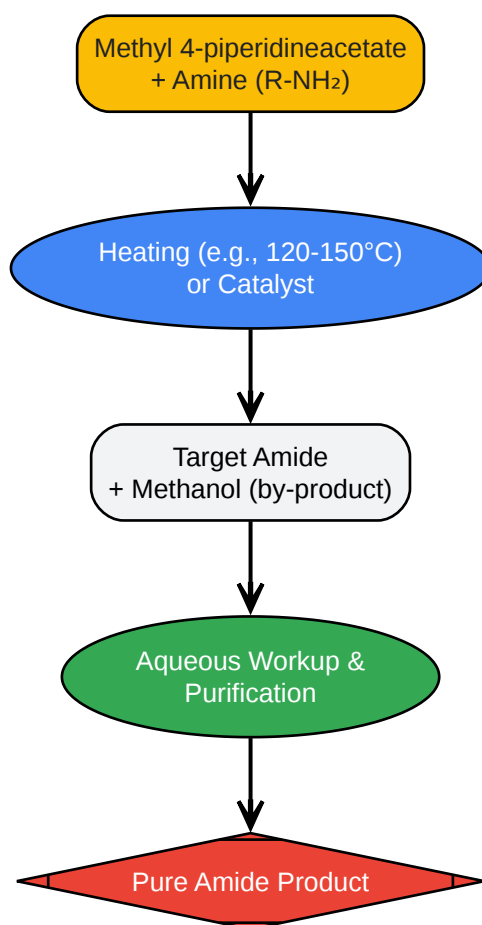 Methyl 4-piperidineacetate
+ Amine (R-NH₂)
Heating (e.g., 120-150°C)
or Catalyst
Target Amide
+ Methanol (by-product)
Aqueous Workup &
Purification
Pure Amide Product